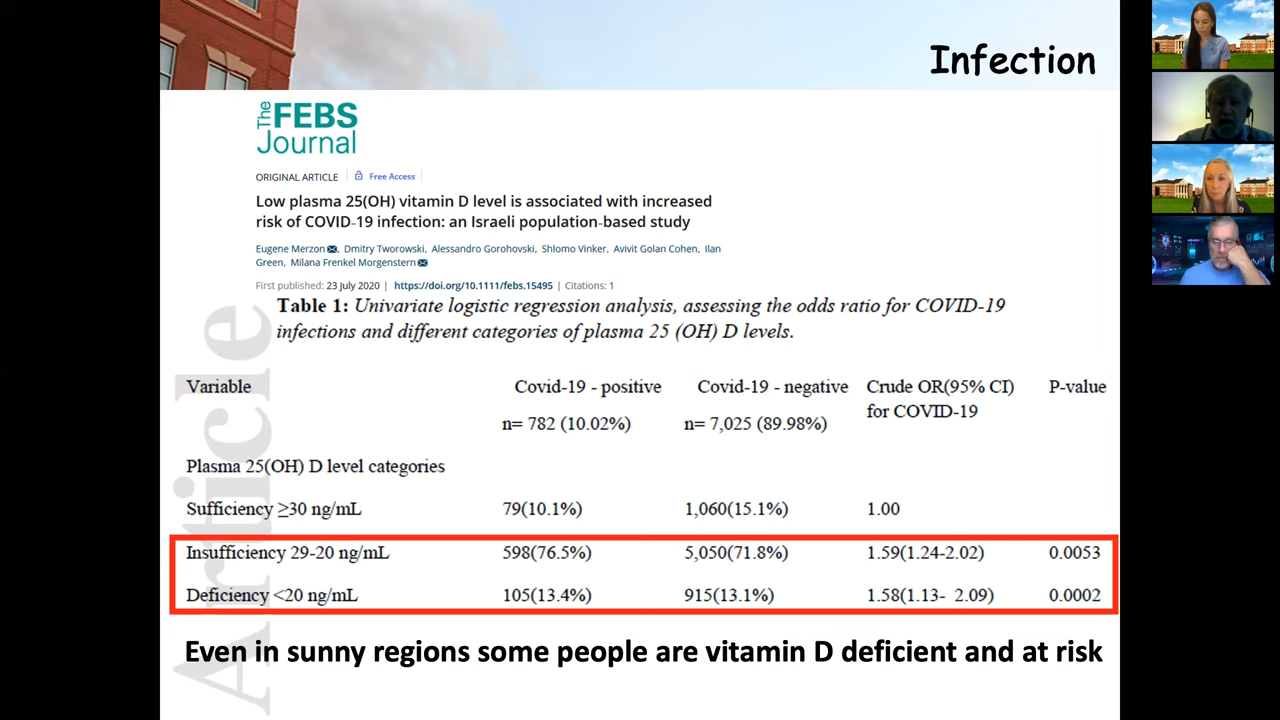 Infection
The FEBS
Journal
ORIGINAL ARTICLE Free Access
Low plasma 25(OH) vitamin D level is associated with increased
risk of COVID-19 infection: an Israeli population-based study
Eugene Merzon, Dmitry Tworowski, Alessandro Gorohovski, Shlomo Vinker, Avivit Golan Cohen, Ilan
Green, Milana Frenkel Morgenstern
First published: 23 July 2020 | https://doi.org/10.1111/febs.15495 | Citations: 1
Table 1: Univariate logistic regression analysis, assessing the odds ratio for COVID-19
infections and different categories of plasma 25 (OH) D levels.
Variable Covid-19 - positive Covid-19 - negative Crude OR(95% CI) P-value
for COVID-19
n= 782 (10.02%) n= 7,025 (89.98%)
Plasma 25(OH) D level categories
Sufficiency ≥30 ng/mL 79(10.1%) 1,060(15.1%) 1.00
Insufficiency 29-20 ng/mL 598(76.5%) 5,050(71.8%) 1.59(1.24-2.02) 0.0053
Deficiency <20 ng/mL 105(13.4%) 915(13.1%) 1.58(1.13- 2.09) 0.0002
Article
Even in sunny regions some people are vitamin D deficient and at risk